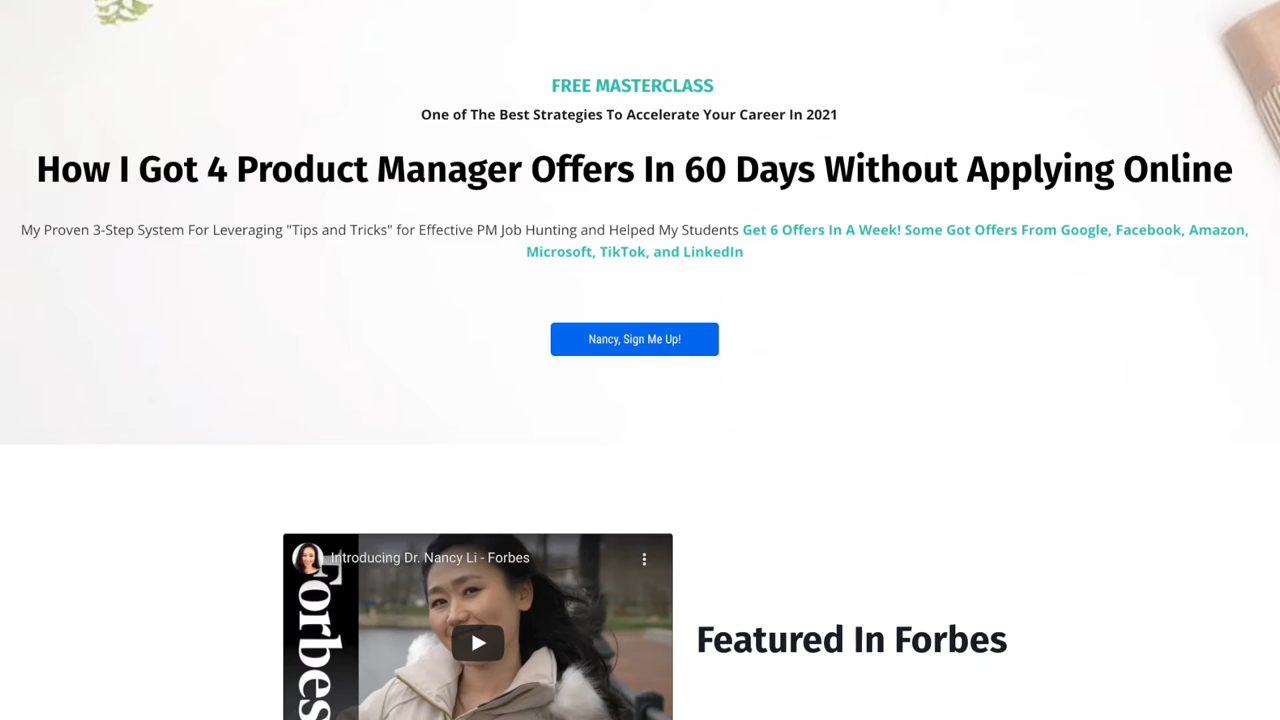 FREE MASTERCLASS
One of The Best Strategies To Accelerate Your Career In 2021
How I Got 4 Product Manager Offers In 60 Days Without Applying Online
My Proven 3-Step System For Leveraging "Tips and Tricks" for Effective PM Job Hunting and Helped My Students Get 6 Offers In A Week! Some Got Offers From Google, Facebook, Amazon,
Microsoft, TikTok, and LinkedIn
Nancy, Sign Me Up!
Introducing Dr. Nancy Li - Forbes
Forbes
Featured In Forbes